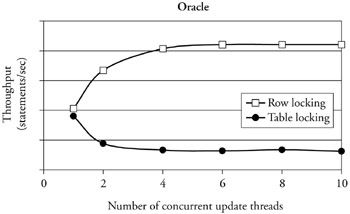 Oracle
Throughput
(statements/sec)
Row locking
Table locking
0 2 4 6 8 10
Number of concurrent update threads